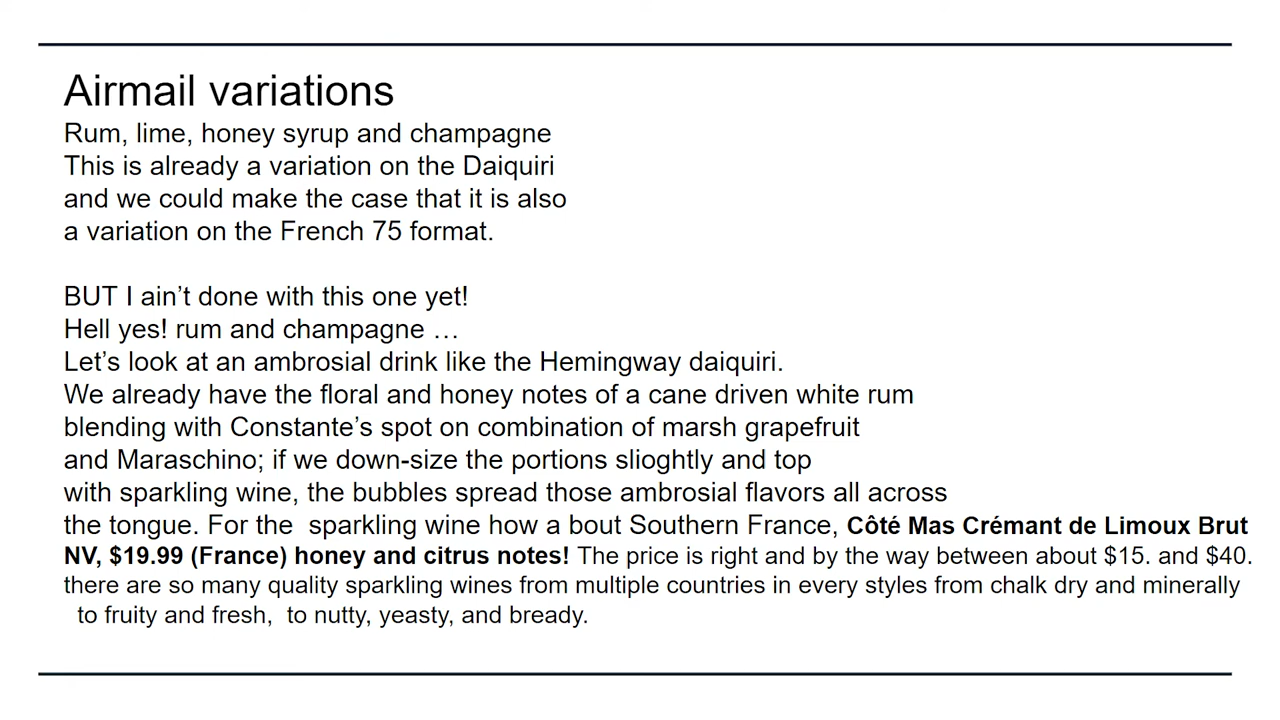 Airmail variations
Rum, lime, honey syrup and champagne
This is already a variation on the Daiquiri
and we could make the case that it is also
a variation on the French 75 format.
BUT I ain’t done with this one yet!
Hell yes! rum and champagne …
Let’s look at an ambrosial drink like the Hemingway daiquiri.
We already have the floral and honey notes of a cane driven white rum
blending with Constante’s spot on combination of marsh grapefruit
and Maraschino; if we down-size the portions slioghtly and top
with sparkling wine, the bubbles spread those ambrosial flavors all across
the tongue. For the  sparkling wine how a bout Southern France, Côté Mas Crémant de Limoux Brut
NV, $19.99 (France) honey and citrus notes! The price is right and by the way between about $15. and $40.
there are so many quality sparkling wines from multiple countries in every styles from chalk dry and minerally
to fruity and fresh,  to nutty, yeasty, and bready.